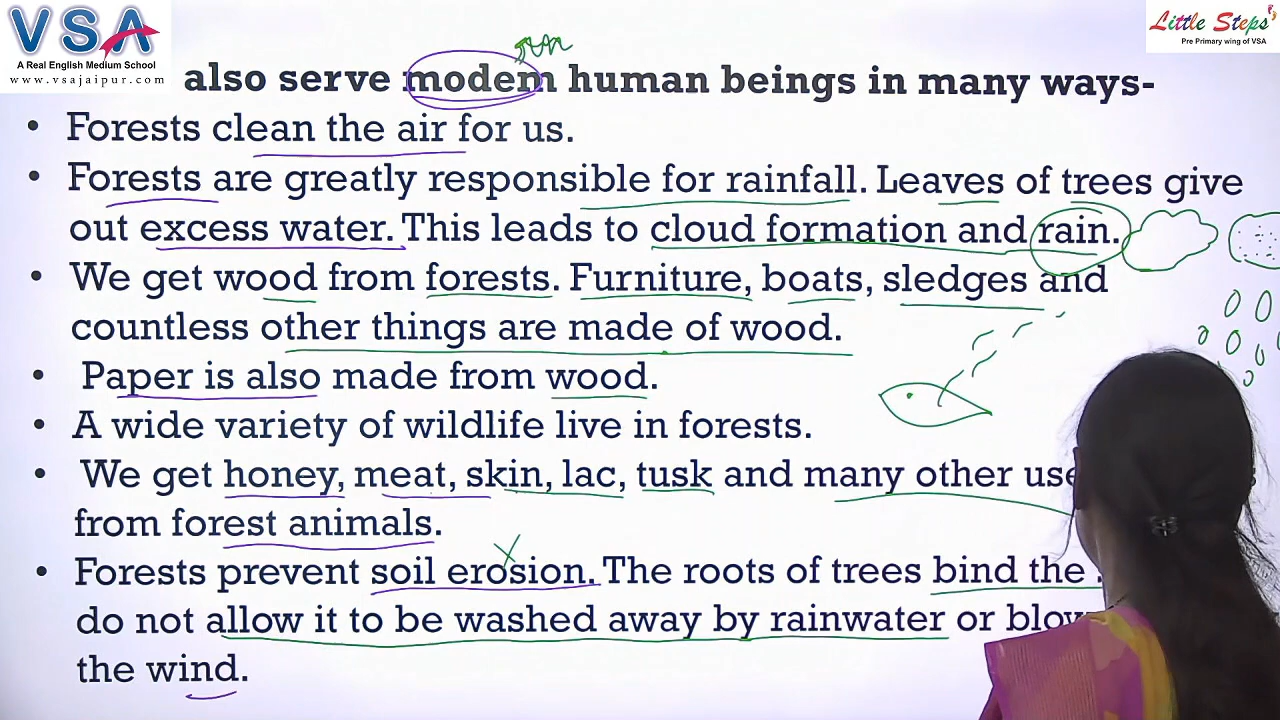 VSA
A Real English Medium School
www.vsajaipur.com
Little Steps
Pre Primary wing of VSA
also serve modem human beings in many ways-
• Forests clean the air for us.
• Forests are greatly responsible for rainfall. Leaves of trees give
out excess water. This leads to cloud formation and rain.
• We get wood from forests. Furniture, boats, sledges and
countless other things are made of wood.
• Paper is also made from wood.
• A wide variety of wildlife live in forests.
• We get honey, meat, skin, lac, tusk and many other
from forest animals.
• Forests prevent soil erosion. The roots of trees bind the
do not allow it to be washed away by rainwater or
the wind.